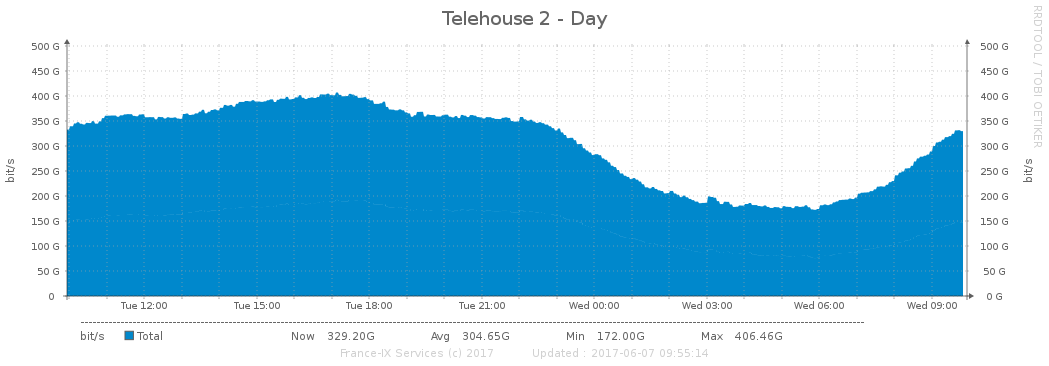 Telehouse 2 - Day
RRDTOOL / TOBI OETIKER
bit/s
500 G 500 G
450 G 450 G
400 G 400 G
350 G 350 G
300 G 300 G
250 G 250 G
200 G 200 G
150 G 150 G
100 G 100 G
50 G 50 G
0 0 G
bit/s
Tue 12:00 Tue 15:00 Tue 18:00 Tue 21:00 Wed 00:00 Wed 03:00 Wed 06:00 Wed 09:00
bit/s Total Now 329.20G Avg 304.65G Min 172.00G Max 406.46G
France-IX Services (c) 2017 Updated : 2017-06-07 09:55:14